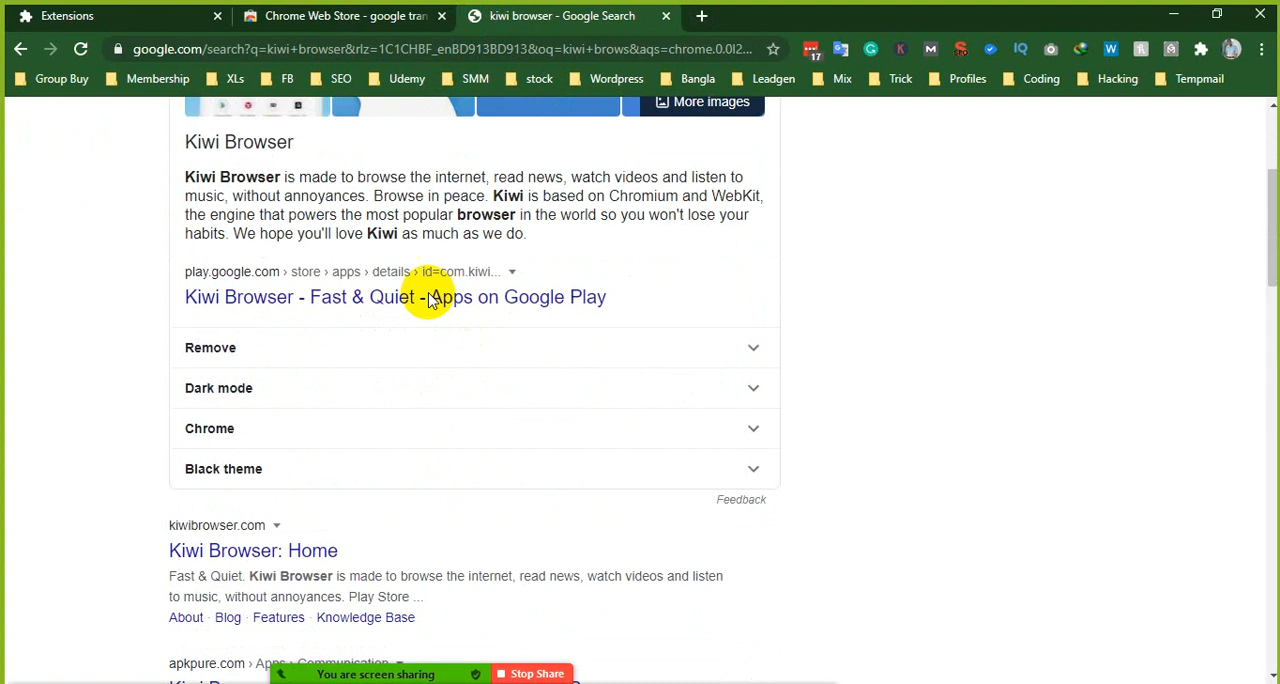 Extensions
Chrome Web Store - google tran
kiwi browser - Google Search
google.com/search?q=kiwi+browser&rlz=1C1CHBF_enBD913BD913&oq=kiwi+brows&aqs=chrome.0.0l2...
17
IQ
Group Buy
Membership
XLs
FB
SEO
Udemy
SMM
stock
Wordpress
Bangla
Leadgen
Mix
Trick
Profiles
Coding
Hacking
Tempmail
More images
Kiwi Browser
Kiwi Browser is made to browse the internet, read news, watch videos and listen to
music, without annoyances. Browse in peace. Kiwi is based on Chromium and WebKit,
the engine that powers the most popular browser in the world so you won't lose your
habits. We hope you'll love Kiwi as much as we do.
play.google.com › store › apps › details › id=com.kiwi...
Kiwi Browser - Fast & Quiet - Apps on Google Play
Remove
Dark mode
Chrome
Black theme
Feedback
kiwibrowser.com
Kiwi Browser: Home
Fast & Quiet. Kiwi Browser is made to browse the internet, read news, watch videos and listen
to music, without annoyances. Play Store ...
About · Blog · Features · Knowledge Base
apkpure.com › Apps › Communication
You are screen sharing
Stop Share